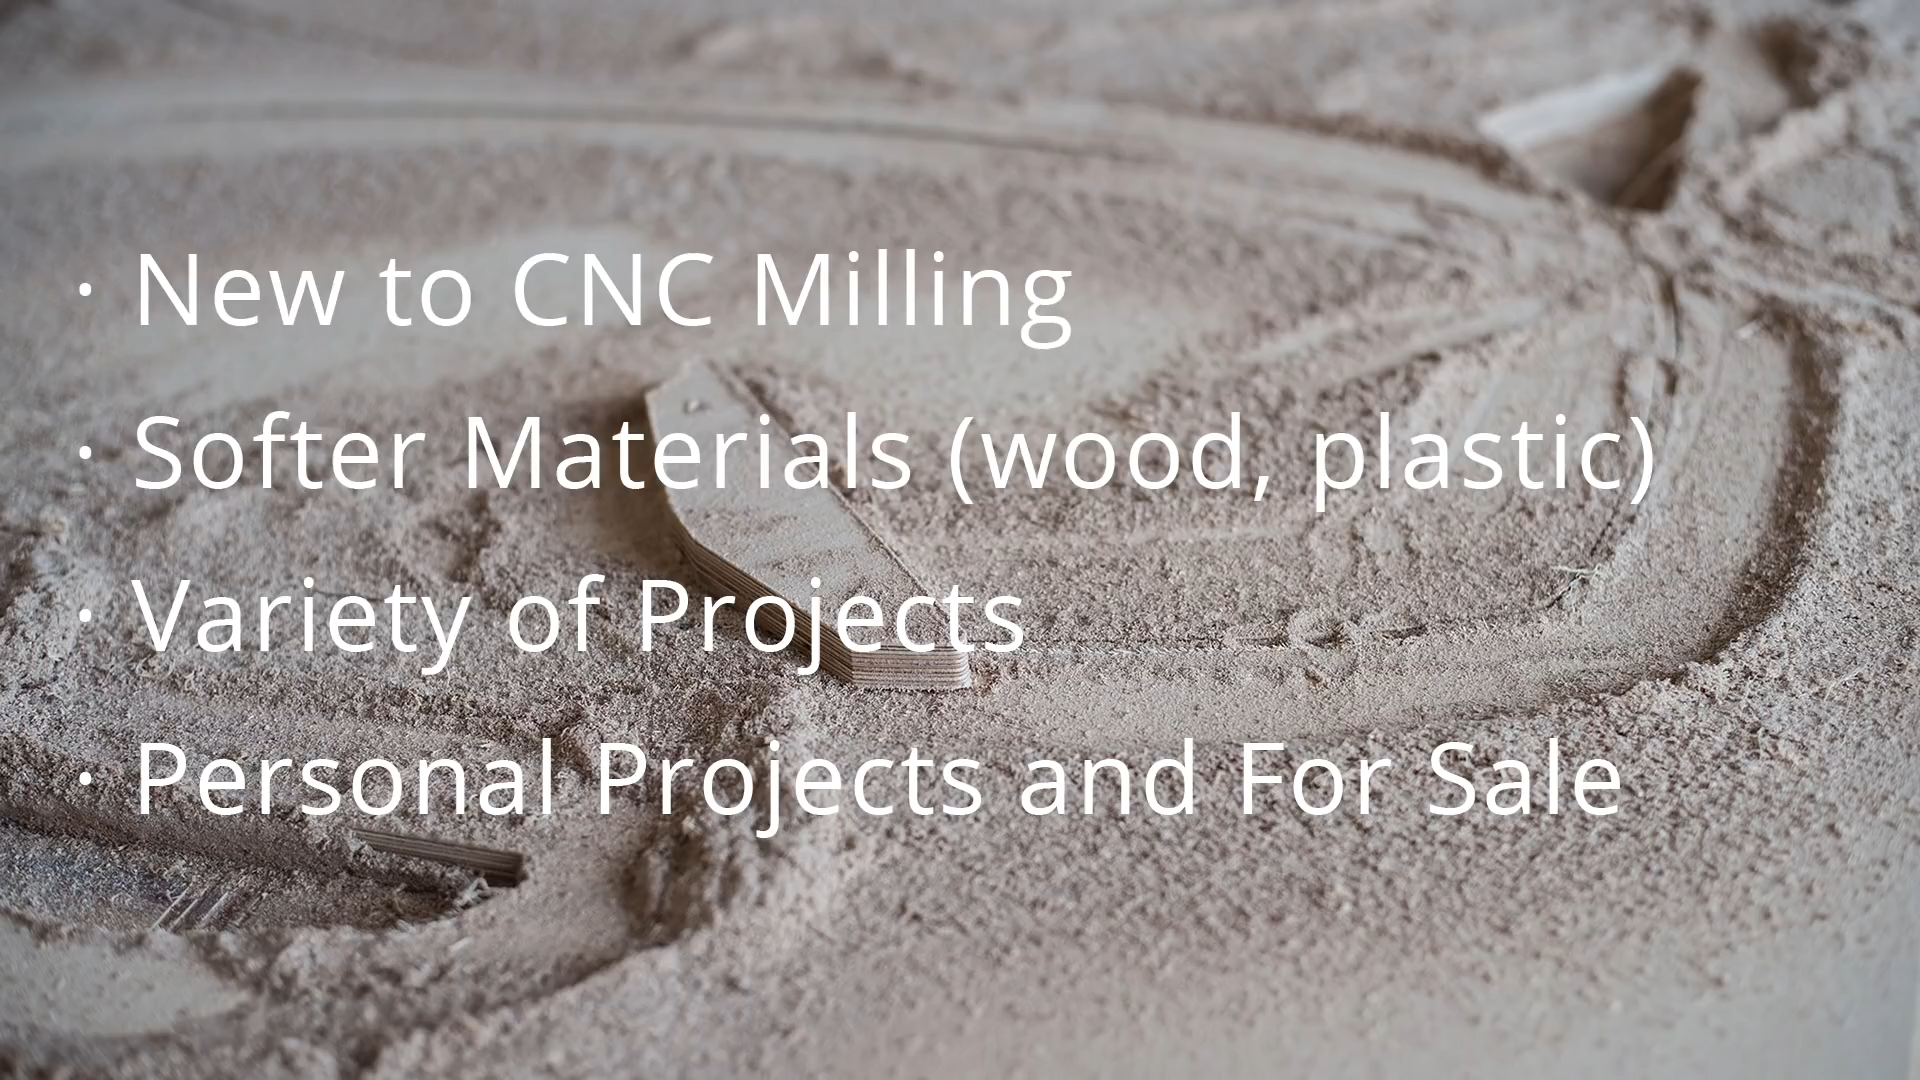 · New to CNC Milling
· Softer Materials (wood, plastic)
· Variety of Projects
· Personal Projects and For Sale